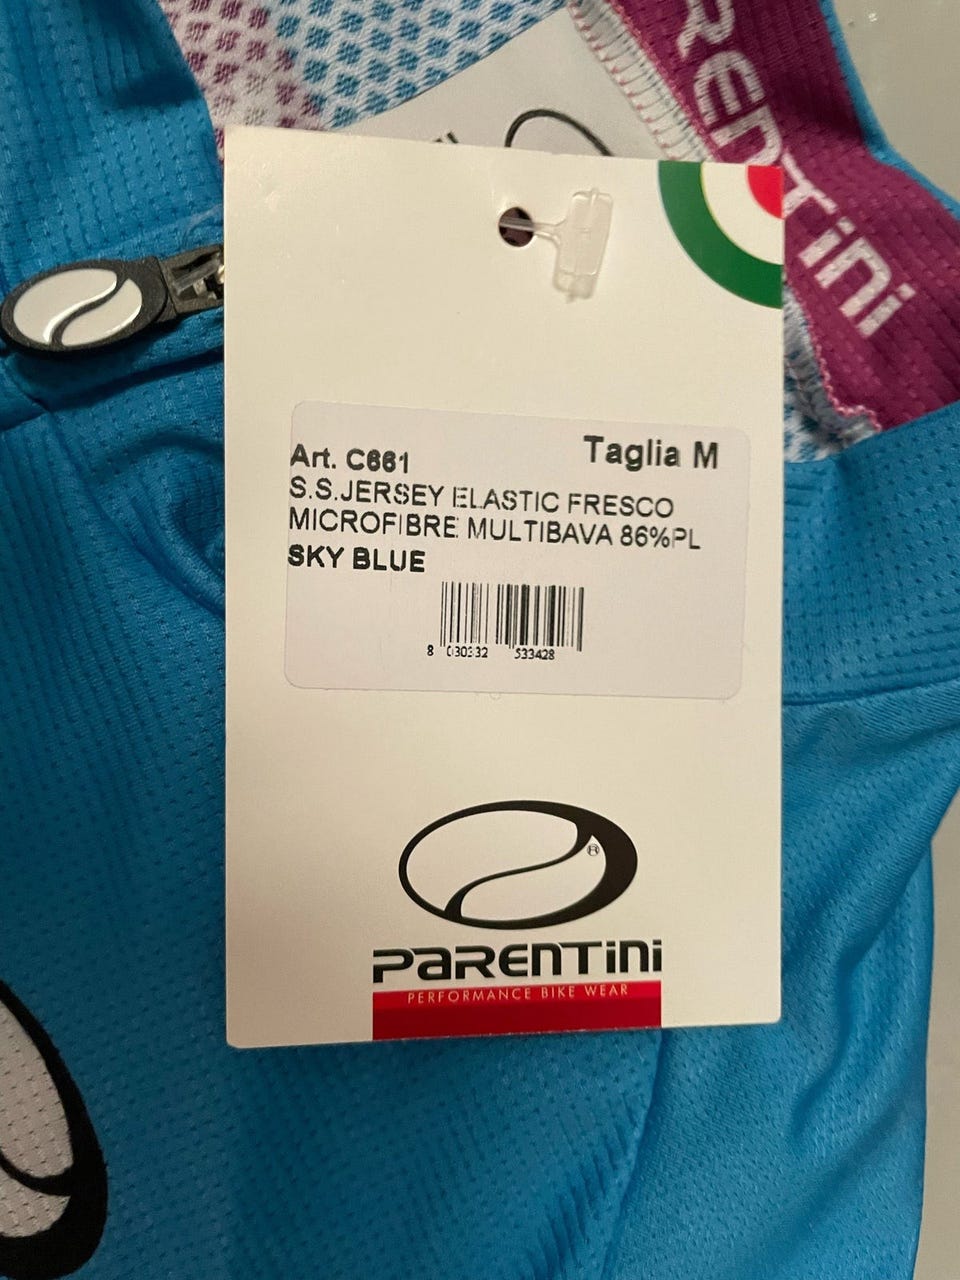 PARENTini
Art. C661
Taglia M
S.S.JERSEY ELASTIC FRESCO
MICROFIBRE MULTIBAVA 86%PL
SKY BLUE
8 030332 533428
®
PARENTini
PERFORMANCE BIKE WEAR